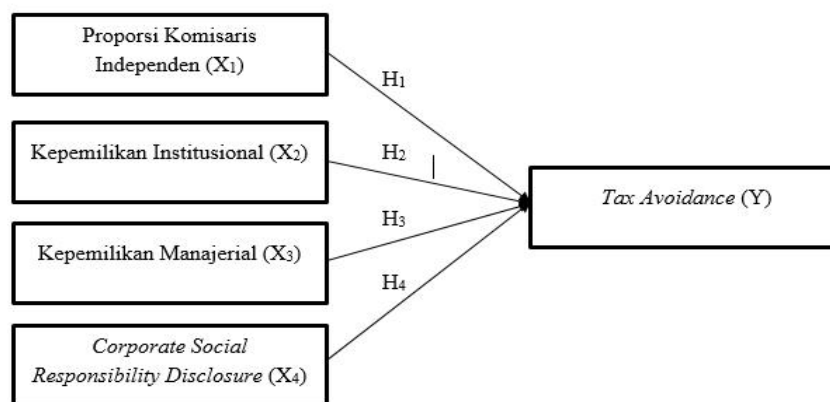 Proporsi Komisaris
Independen (X₁)
H₁
Kepemilikan Institusional (X₂)
H₂
Tax Avoidance (Y)
Kepemilikan Manajerial (X₃)
H₃
H₄
Corporate Social
Responsibility Disclosure (X₄)